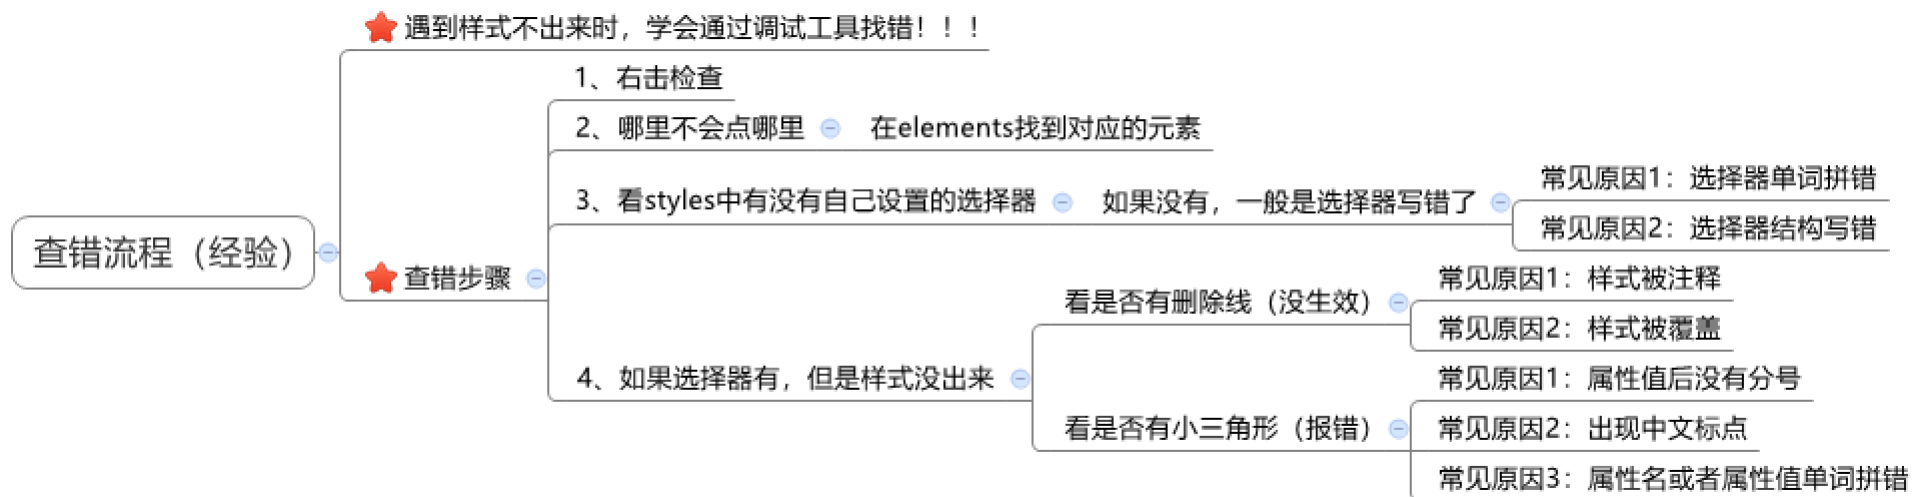 遇到样式不出来时，学会通过调试工具找错！！！
1、右击检查
2、哪里不会点哪里
在elements找到对应的元素
3、看styles中有没有自己设置的选择器
如果没有，一般是选择器写错了
常见原因1：选择器单词拼错
常见原因2：选择器结构写错
查错流程（经验）
查错步骤
看是否有删除线（没生效）
常见原因1：样式被注释
常见原因2：样式被覆盖
4、如果选择器有，但是样式没出来
看是否有小三角形（报错）
常见原因1：属性值后没有分号
常见原因2：出现中文标点
常见原因3：属性名或者属性值单词拼错